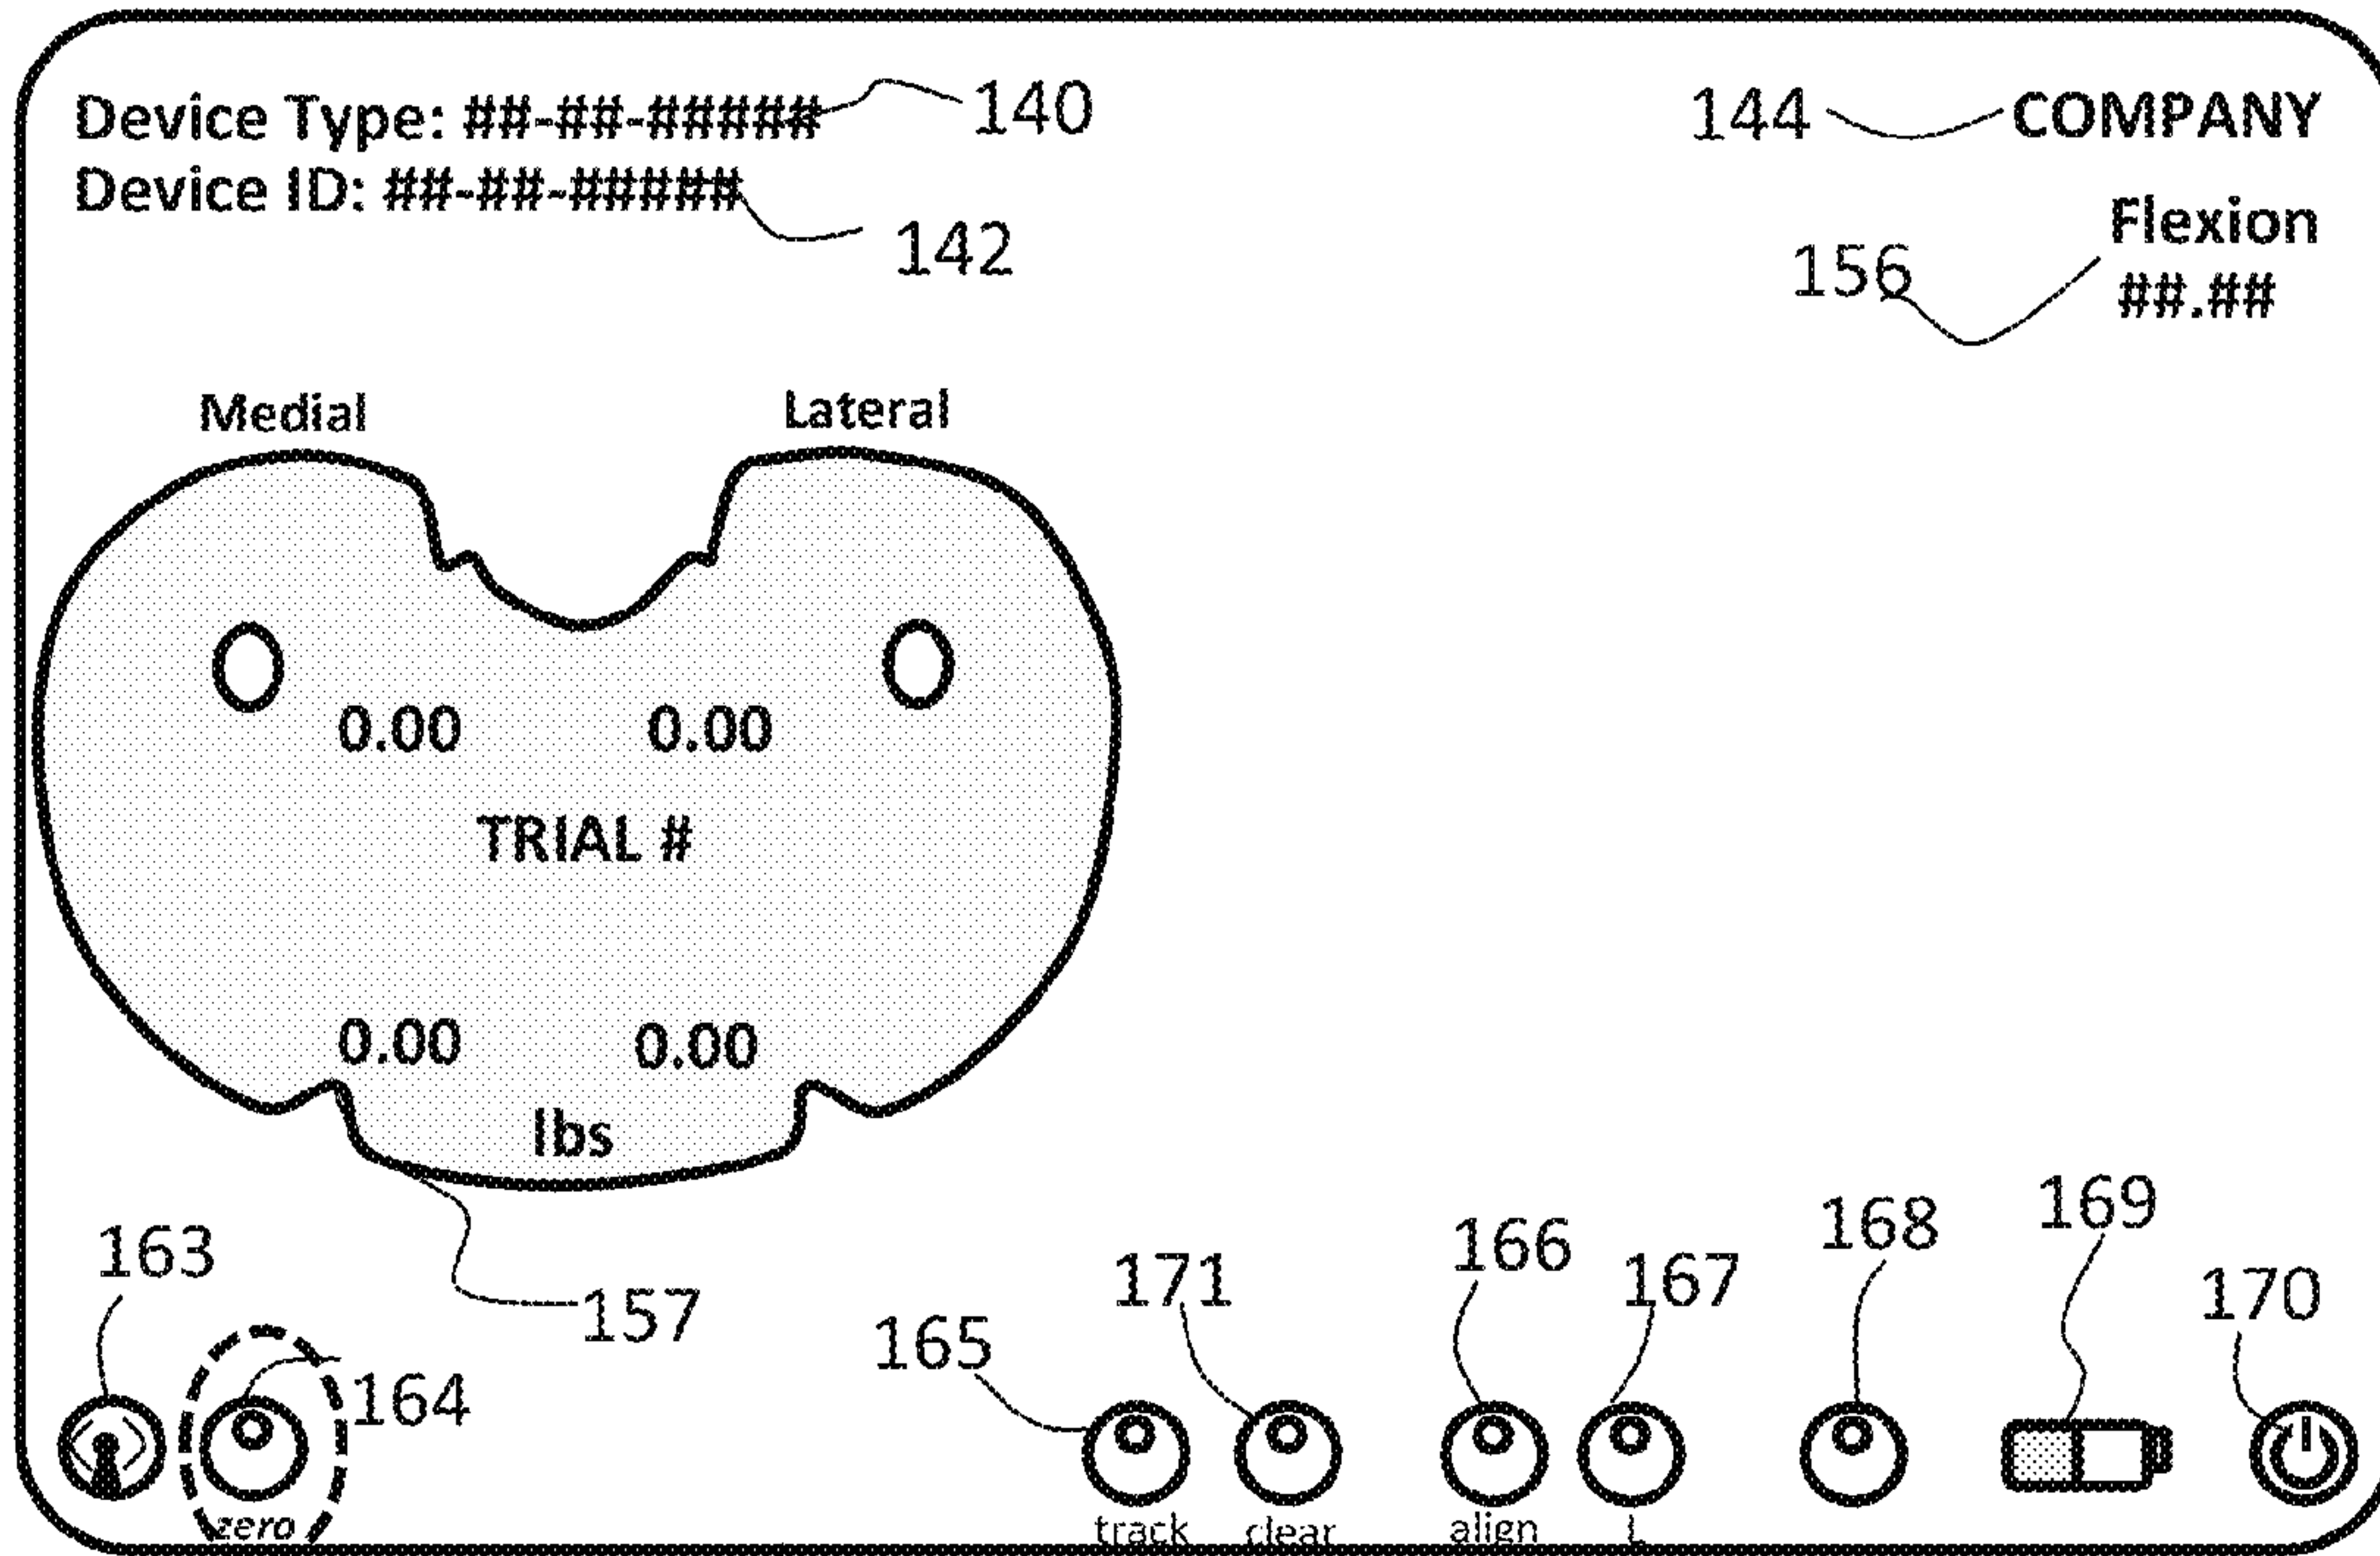 Device Type: ##-##-##### 140
144 COMPANY
Device ID: ##-##-#####
142
Flexion
156
##.##
Medial Lateral
0.00 0.00
TRIAL #
0.00 0.00
lbs
163
157
164
165
171
166
167
168
169
170
zero
track clear align L